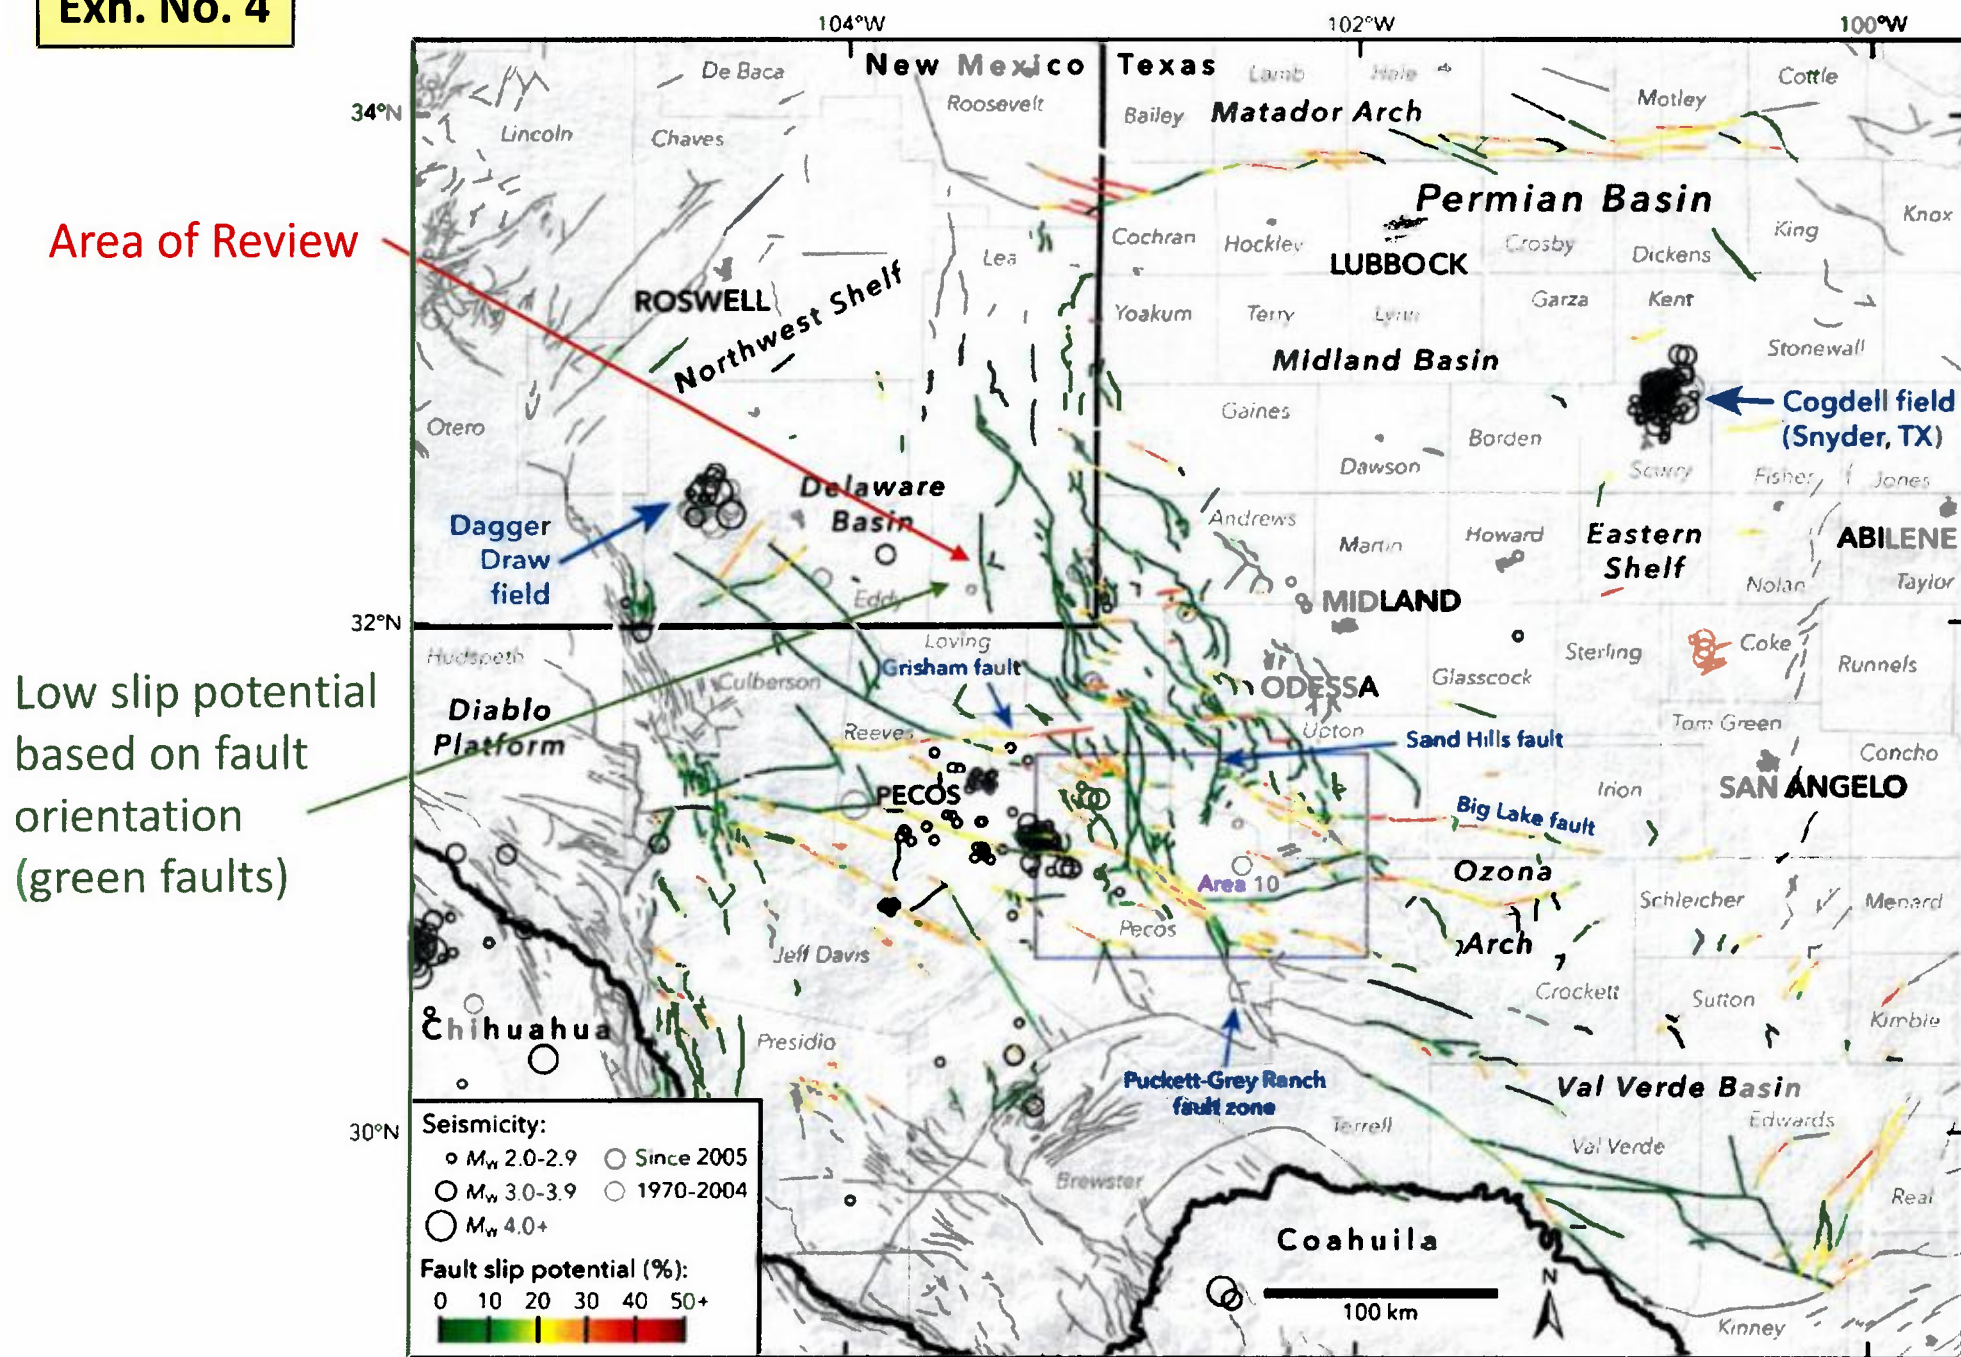 Exh. No. 4
104°W
102°W
100°W
34°N
32°N
30°N
New Mexico
Texas
De Baca
Roosevelt
Lincoln
Chaves
Lamb
Hale
Cottle
Bailey
Matador Arch
Motley
Permian Basin
Area of Review
Lea
Cochran
Hockley
LUBBOCK
Crosby
Dickens
King
Knox
ROSWELL
Northwest Shelf
Yoakum
Terry
Lynn
Garza
Kent
Midland Basin
Stonewall
Otero
Gaines
Borden
Dawson
Cogdell field
(Snyder, TX)
Scurry
Fisher
Jones
Delaware
Basin
Dagger
Draw
field
Eddy
Andrews
Martin
Howard
Eastern
Shelf
ABILENE
Nolan
Taylor
MIDLAND
Hudspeth
Loving
Grisham fault
Culberson
Sterling
Coke
Runnels
ODESSA
Glasscock
Low slip potential
based on fault
orientation
(green faults)
Diablo
Platform
Reeves
Upton
Sand Hills fault
Tom Green
Concho
PECOS
Irion
SAN ANGELO
Big Lake fault
Area 10
Ozona
Arch
Pecos
Schleicher
Menard
Jeff Davis
Crockett
Sutton
Kimble
Chihuahua
Presidio
Puckett-Grey Ranch
fault zone
Val Verde Basin
Terrell
Edwards
Val Verde
Brewster
Real
Coahuila
N
100 km
Kinney
Seismicity:
Mw 2.0-2.9
Since 2005
Mw 3.0-3.9
1970-2004
Mw 4.0+
Fault slip potential (%):
0 10 20 30 40 50+